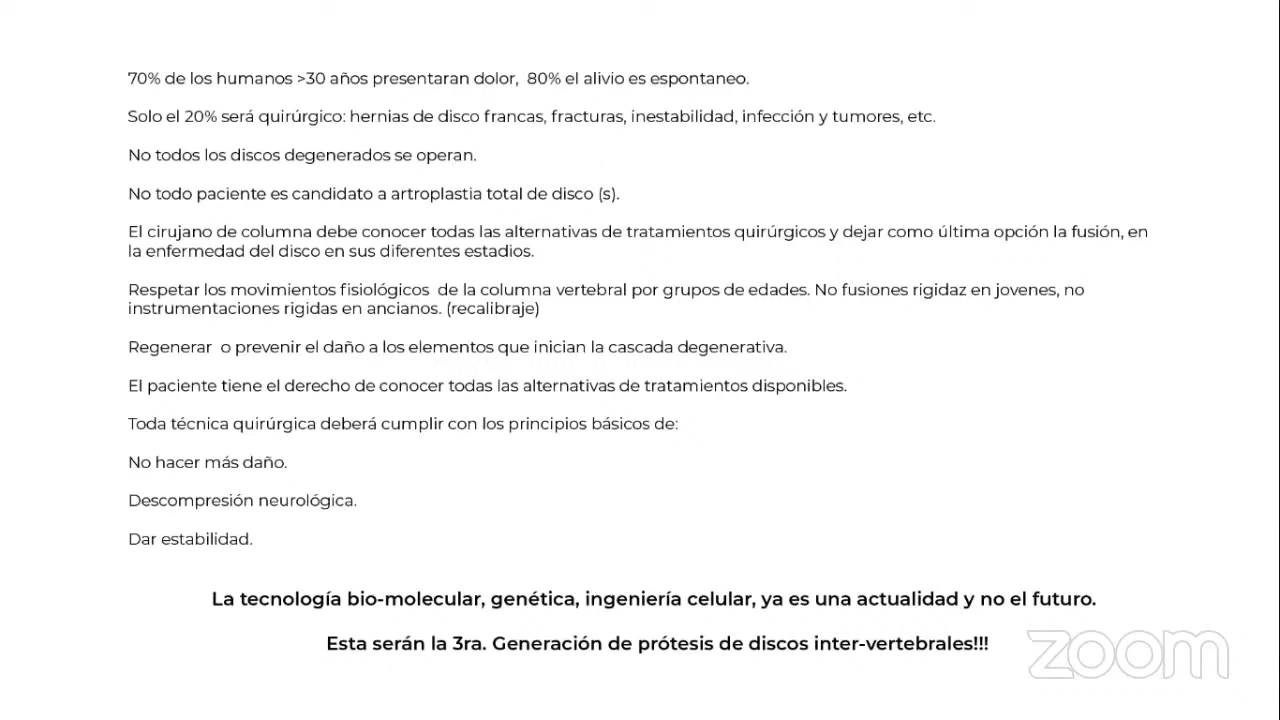 70% de los humanos >30 años presentaran dolor,  80% el alivio es espontaneo.
Solo el 20% será quirúrgico: hernias de disco francas, fracturas, inestabilidad, infección y tumores, etc.
No todos los discos degenerados se operan.
No todo paciente es candidato a artroplastia total de disco (s).
El cirujano de columna debe conocer todas las alternativas de tratamientos quirúrgicos y dejar como última opción la fusión, en
la enfermedad del disco en sus diferentes estadios.
Respetar los movimientos fisiológicos  de la columna vertebral por grupos de edades. No fusiones rigidaz en jovenes, no
instrumentaciones rigidas en ancianos. (recalibraje)
Regenerar  o prevenir el daño a los elementos que inician la cascada degenerativa.
El paciente tiene el derecho de conocer todas las alternativas de tratamientos disponibles.
Toda técnica quirúrgica deberá cumplir con los principios básicos de:
No hacer más daño.
Descompresión neurológica.
Dar estabilidad.
La tecnología bio-molecular, genética, ingeniería celular, ya es una actualidad y no el futuro.
Esta serán la 3ra. Generación de prótesis de discos inter-vertebrales!!!
zoom